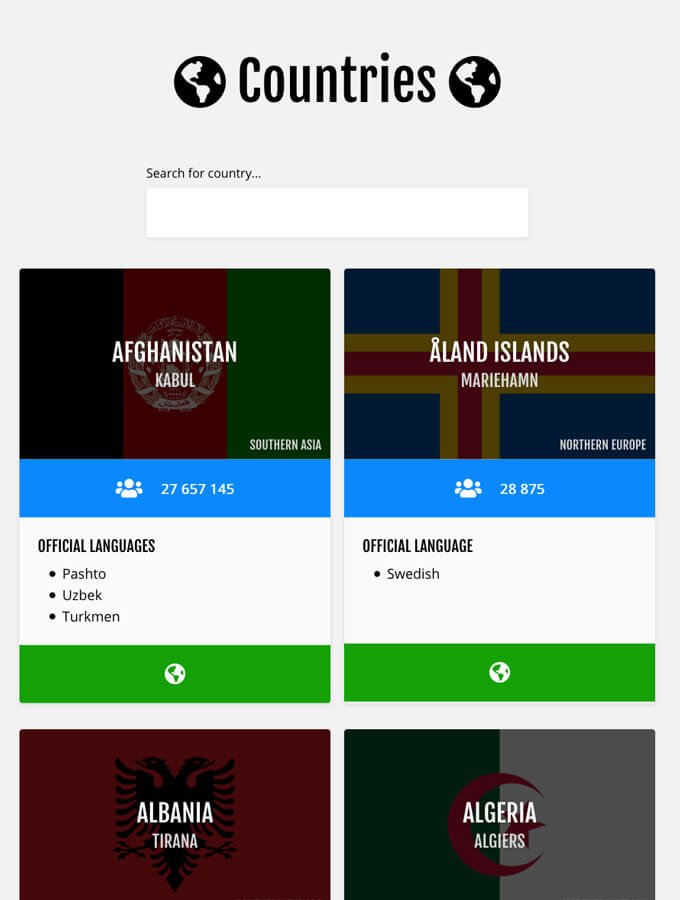 Countries
Search for country...
AFGHANISTAN
KABUL
SOUTHERN ASIA
27 657 145
OFFICIAL LANGUAGES
Pashto
Uzbek
Turkmen
ÅLAND ISLANDS
MARIEHAMN
NORTHERN EUROPE
28 875
OFFICIAL LANGUAGE
Swedish
ALBANIA
TIRANA
ALGERIA
ALGIERS